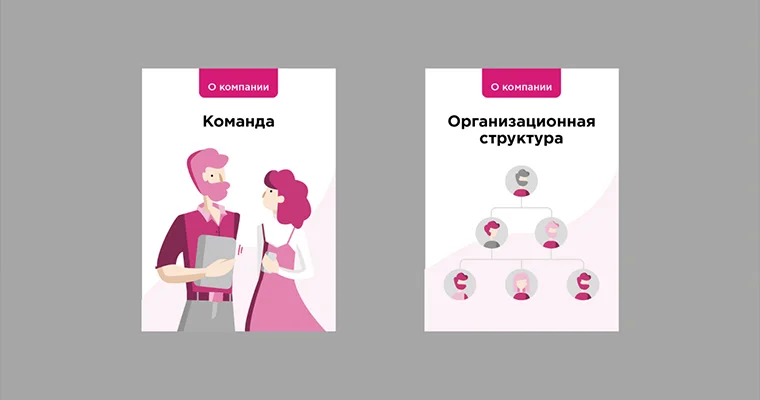 О компании
Команда
О компании
Организационная
структура